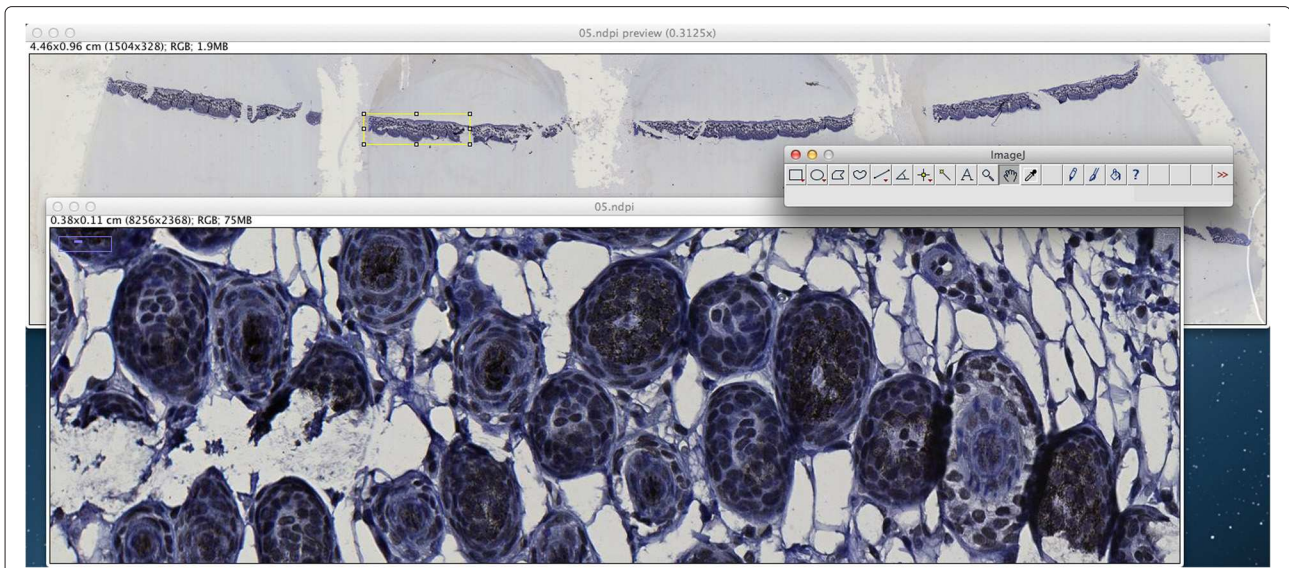 05.ndpi preview (0.3125x)
4.46x0.96 cm (1504x328); RGB; 1.9MB
ImageJ
A
?
>>
05.ndpi
0.38x0.11 cm (8256x2368); RGB; 75MB